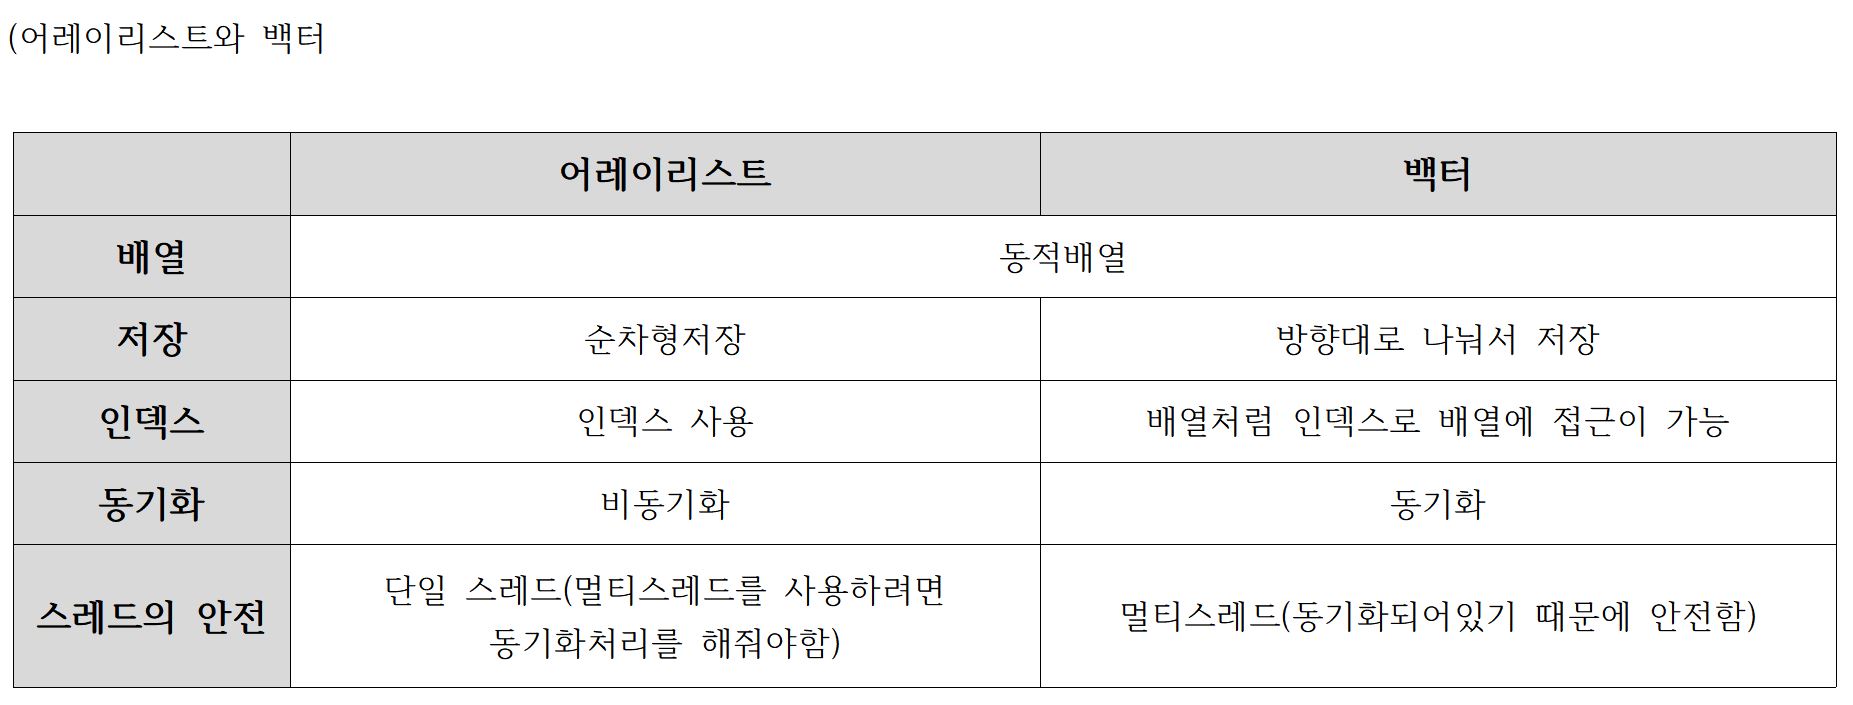 (어레이리스트와 백터
어레이리스트 백터
배열 동적배열
저장 순차형저장 방향대로 나눠서 저장
인덱스 인덱스 사용 배열처럼 인덱스로 배열에 접근이 가능
동기화 비동기화 동기화
스레드의 안전 단일 스레드(멀티스레드를 사용하려면
동기화처리를 해줘야함) 멀티스레드(동기화되어있기 때문에 안전함)